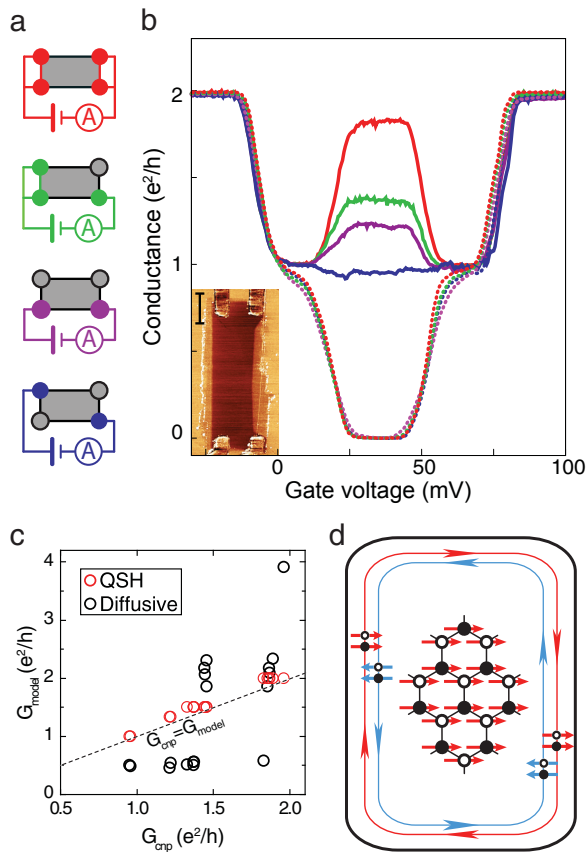 a
A
A
A
A
b
Conductance (e²/h)
2
1
0
0
50
100
Gate voltage (mV)
c
G_model (e²/h)
4
3
2
1
0
QSH
Diffusive
G_cnp=G_model
0.5
1.0
1.5
2.0
G_cnp (e²/h)
d